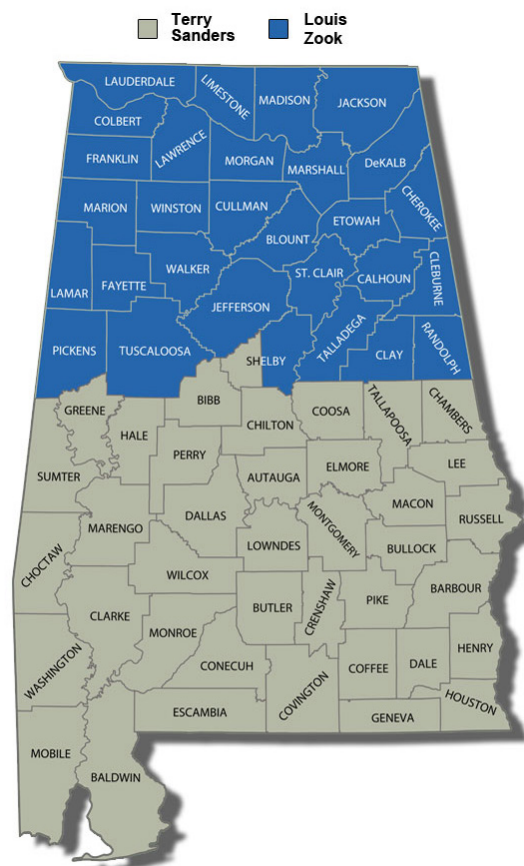 Terry
Sanders
Louis
Zook
LAUDERDALE
LIMESTONE
MADISON
JACKSON
COLBERT
LAWRENCE
FRANKLIN
MORGAN
MARSHALL
DeKALB
MARION
WINSTON
CULLMAN
CHEROKEE
ETOWAH
BLOUNT
WALKER
ST. CLAIR
CALHOUN
CLEBURNE
LAMAR
FAYETTE
JEFFERSON
TALLADEGA
RANDOLPH
PICKENS
TUSCALOOSA
SHELBY
CLAY
GREENE
BIBB
HALE
CHILTON
COOSA
TALLAPOOSA
CHAMBERS
SUMTER
PERRY
AUTAUGA
ELMORE
LEE
MARENGO
DALLAS
MONTGOMERY
MACON
RUSSELL
CHOCTAW
LOWNDES
BULLOCK
WILCOX
BARBOUR
CLARKE
BUTLER
CRENSHAW
PIKE
MONROE
HENRY
WASHINGTON
CONECUH
COFFEE
DALE
COVINGTON
HOUSTON
ESCAMBIA
GENEVA
MOBILE
BALDWIN